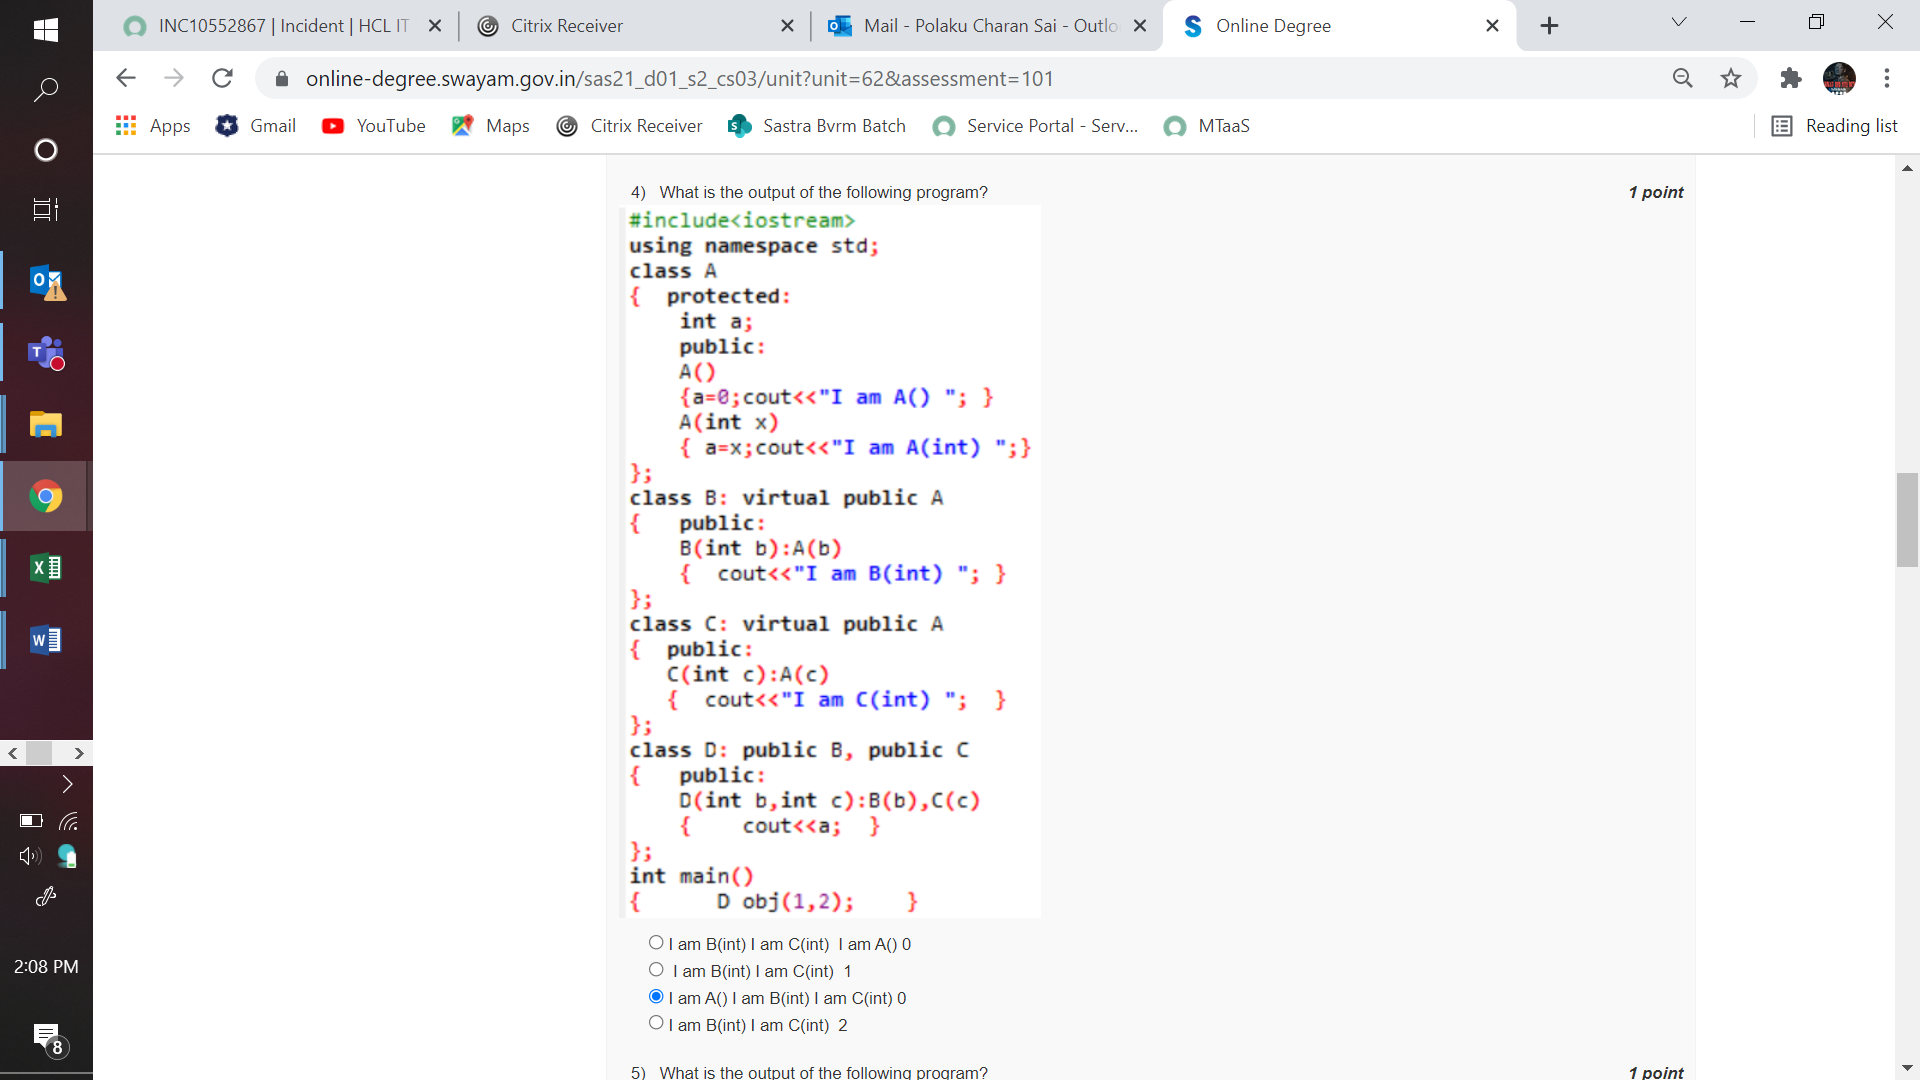 INC10552867 | Incident | HCL IT
Citrix Receiver
Mail - Polaku Charan Sai - Outlo
Online Degree
online-degree.swayam.gov.in/sas21_d01_s2_cs03/unit?unit=62&assessment=101
Apps
Gmail
YouTube
Maps
Citrix Receiver
Sastra Bvrm Batch
Service Portal - Serv...
MTaaS
Reading list
4) What is the output of the following program?
1 point
#include<iostream>
using namespace std;
class A
{ protected:
int a;
public:
A()
{a=0;cout<<"I am A() "; }
A(int x)
{ a=x;cout<<"I am A(int) ";}
};
class B: virtual public A
{ public:
B(int b):A(b)
{ cout<<"I am B(int) "; }
};
class C: virtual public A
{ public:
C(int c):A(c)
{ cout<<"I am C(int) "; }
};
class D: public B, public C
{ public:
D(int b,int c):B(b),C(c)
{ cout<<a; }
};
int main()
{ D obj(1,2); }
I am B(int) I am C(int) I am A() 0
I am B(int) I am C(int) 1
I am A() I am B(int) I am C(int) 0
I am B(int) I am C(int) 2
5) What is the output of the following program?
1 point
2:08 PM
8